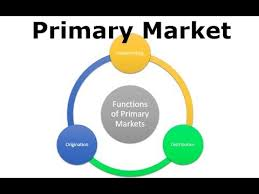 Primary Market
Underwriting
Functions
of Primary
Markets
Origination
Distribution